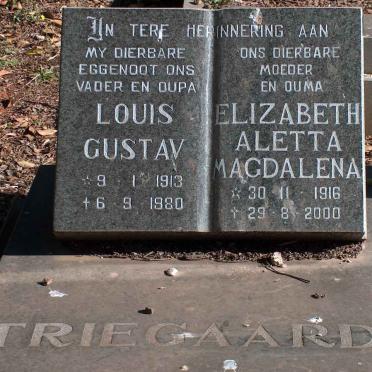 IN TERE HERINNERING AAN
MY DIERBARE
EGGENOOT ONS
VADER EN OUPA
LOUIS
GUSTAV
☆ 9 - 1 - 1913
✝ 6 - 9 - 1980
ONS DIERBARE
MOEDER
EN OUMA
ELIZABETH
ALETTA
MAGDALENA
☆ 30 - 11 - 1916
✝ 29 - 8 - 2000
TRIEGAARD